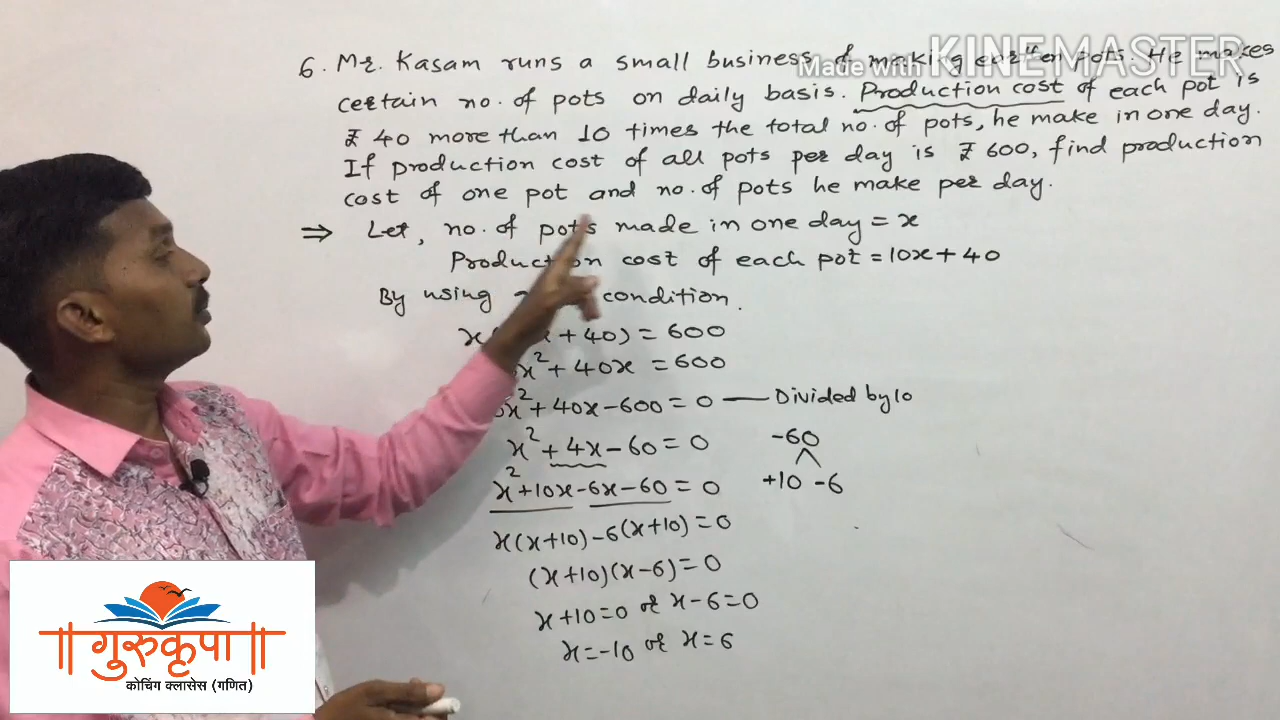 Made with KINEMASTER
6. Mr. Kasam runs a small business of making earthen pots. He makes
certain no. of pots on daily basis. Production cost of each pot is
₹ 40 more than 10 times the total no. of pots, he make in one day.
If production cost of all pots per day is ₹ 600, find production
cost of one pot and no. of pots he make per day.
⇒ Let, no. of pots made in one day = x
Production cost of each pot = 10x + 40
By using condition.
x( + 40) = 600
x² + 40x = 600
x² + 40x - 600 = 0 — Divided by 10
x² + 4x - 60 = 0
-60
x² + 10x - 6x - 60 = 0
+10 -6
x(x+10) - 6(x+10) = 0
(x+10)(x-6) = 0
x+10=0 or x-6=0
x=-10 or x=6
॥ गुरुकृपा ॥
कोचिंग क्लासेस (गणित)